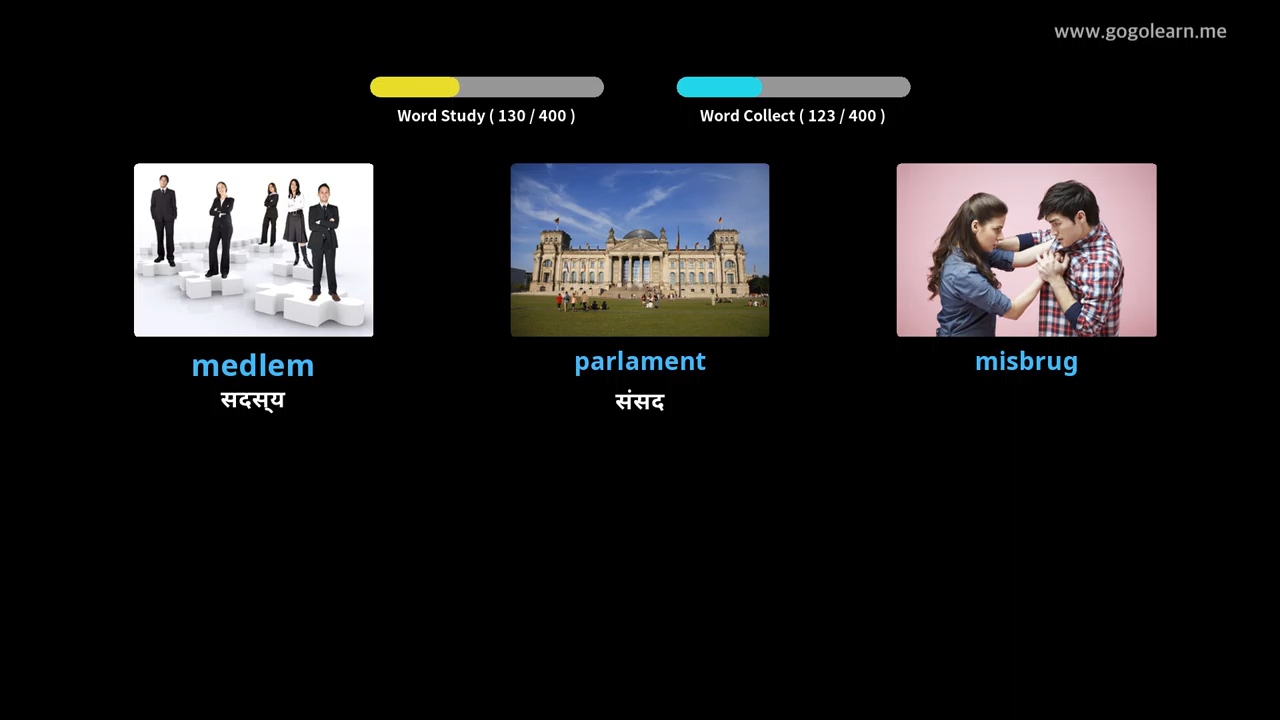 www.gogolearn.me
Word Study ( 130 / 400 )
Word Collect ( 123 / 400 )
medlem
सदस्‌य
parlament
संसद
misbrug